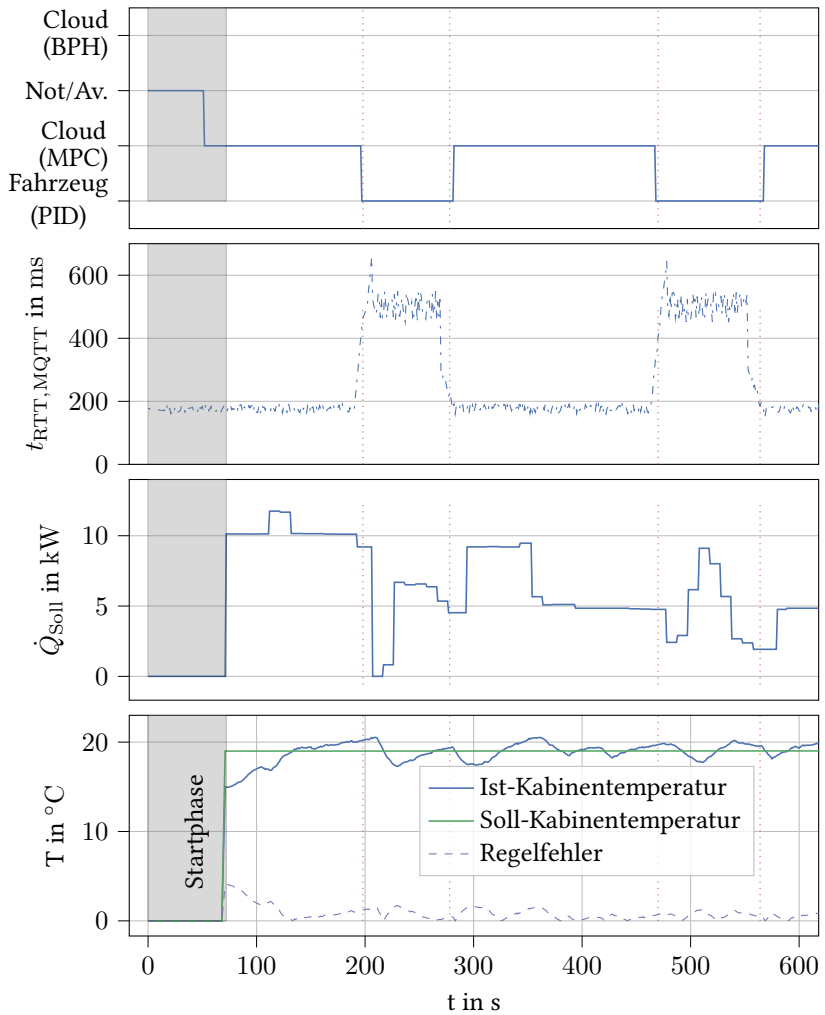 Cloud
(BPH)
Not/Av.
Cloud
(MPC)
Fahrzeug
(PID)
t_RTT,MQTT in ms
600
400
200
0
Q̇_Soll in kW
10
5
0
T in °C
20
10
0
Startphase
Ist-Kabinentemperatur
Soll-Kabinentemperatur
Regelfehler
0 100 200 300 400 500 600
t in s